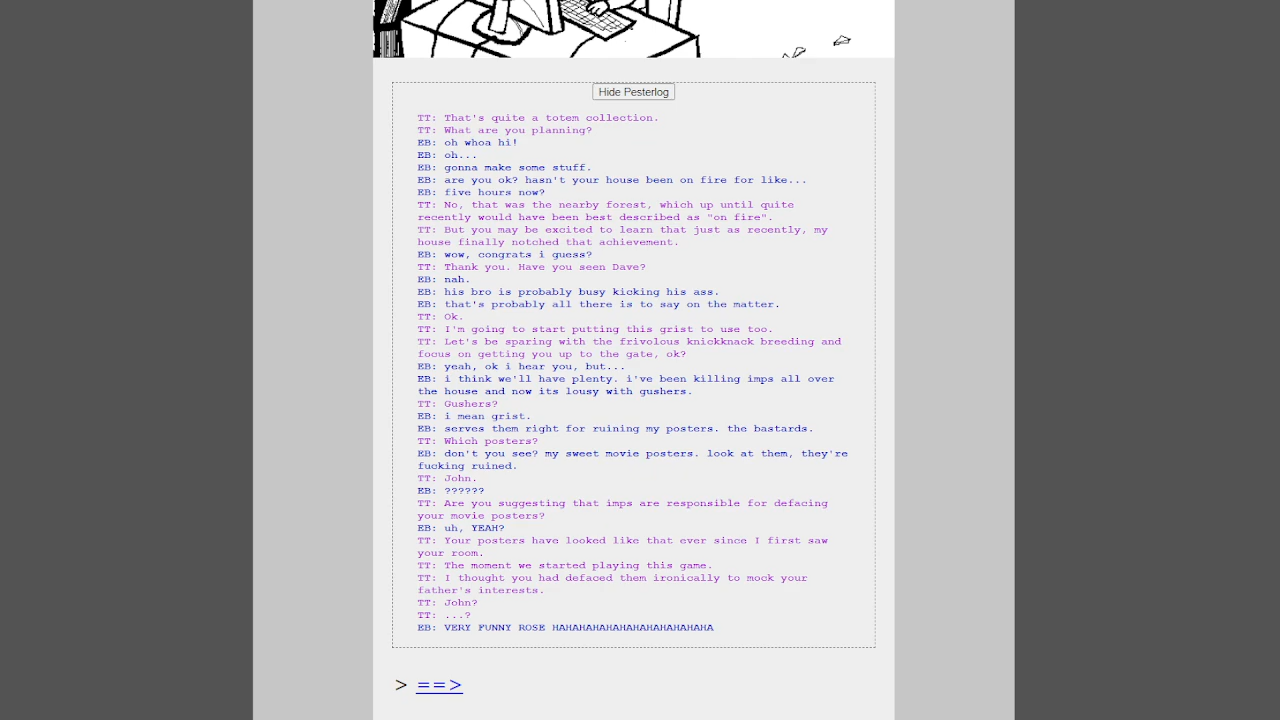 Hide Pesterlog
TT: That's quite a totem collection.
TT: What are you planning?
EB: oh whoa hi!
EB: oh...
EB: gonna make some stuff.
EB: are you ok? hasn't your house been on fire for like...
EB: five hours now?
TT: No, that was the nearby forest, which up until quite
recently would have been best described as "on fire".
TT: But you may be excited to learn that just as recently, my
house finally notched that achievement.
EB: wow, congrats i guess?
TT: Thank you. Have you seen Dave?
EB: nah.
EB: his bro is probably busy kicking his ass.
EB: that's probably all there is to say on the matter.
TT: Ok.
TT: I'm going to start putting this grist to use too.
TT: Let's be sparing with the frivolous knickknack breeding and
focus on getting you up to the gate, ok?
EB: yeah, ok i hear you, but...
EB: i think we'll have plenty. i've been killing imps all over
the house and now its lousy with gushers.
TT: Gushers?
EB: i mean grist.
EB: serves them right for ruining my posters. the bastards.
TT: Which posters?
EB: don't you see? my sweet movie posters. look at them, they're
fucking ruined.
TT: John.
EB: ??????
TT: Are you suggesting that imps are responsible for defacing
your movie posters?
EB: uh, YEAH?
TT: Your posters have looked like that ever since I first saw
your room.
TT: The moment we started playing this game.
TT: I thought you had defaced them ironically to mock your
father's interests.
TT: John?
TT: ...?
EB: VERY FUNNY ROSE HAHAHAHAHAHAHAHAHAHAHAHA
> ==>